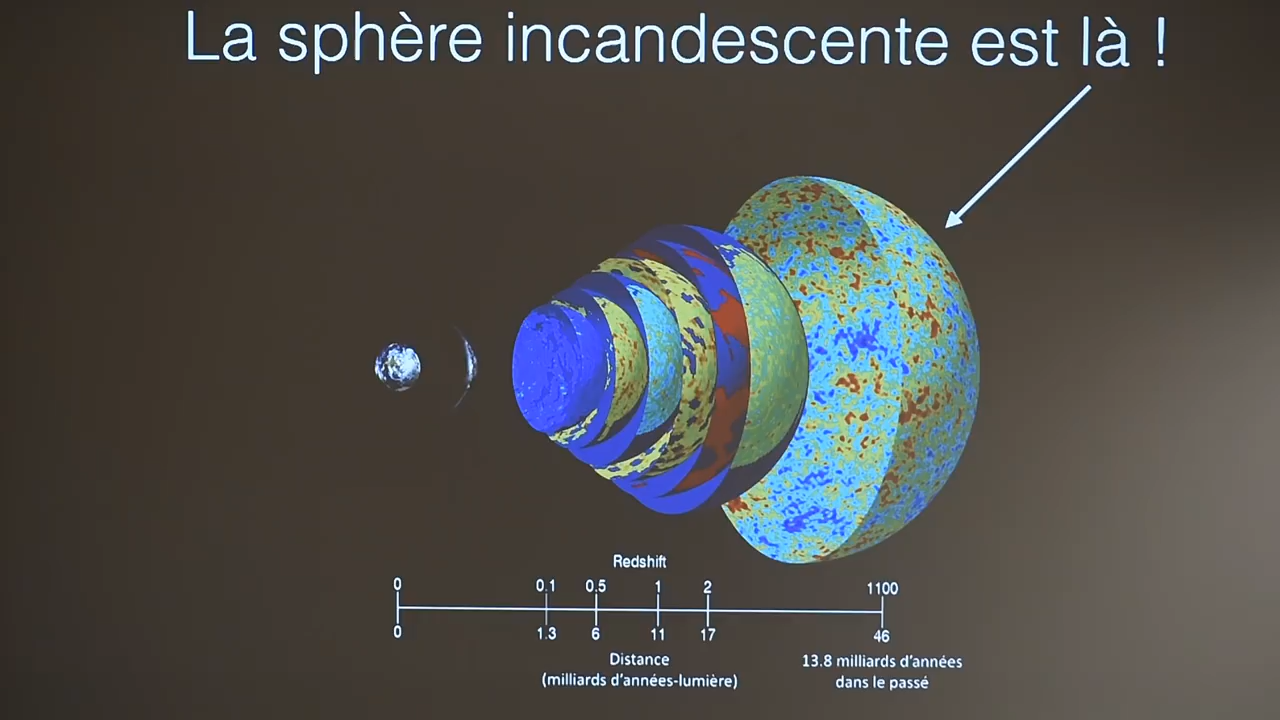 La sphère incandescente est là !
Redshift
0 0.1 0.5 1 2 1100
0 1.3 6 11 17 46
Distance
(milliards d'années-lumière)
13.8 milliards d'années
dans le passé